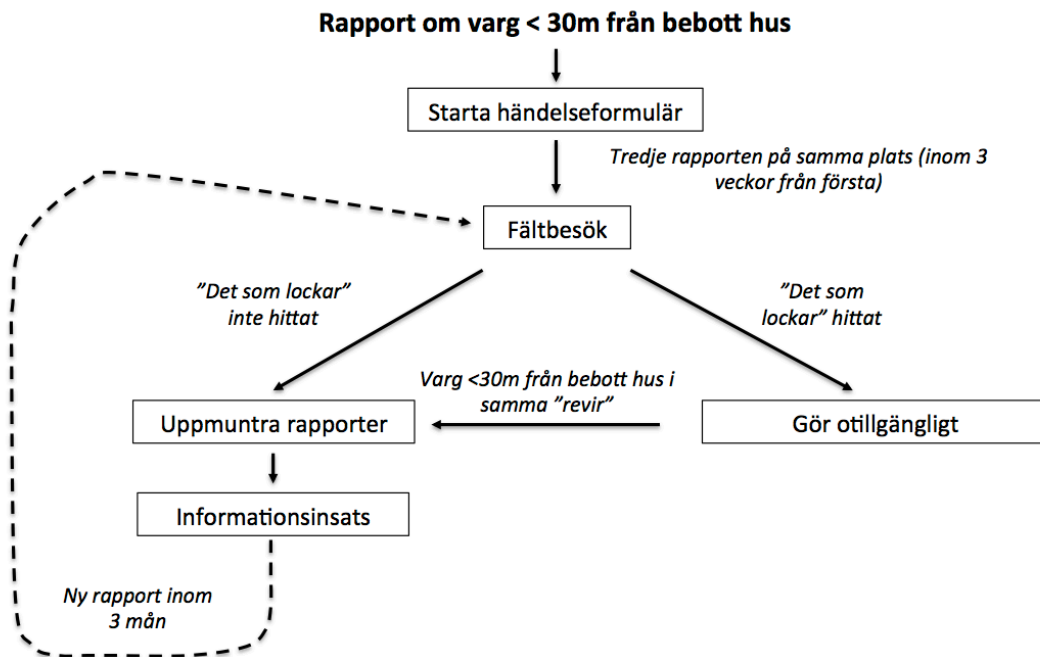 Rapport om varg < 30m från bebott hus
Starta händelseformulär
Tredje rapporten på samma plats (inom 3
veckor från första)
Fältbesök
”Det som lockar”
inte hittat
”Det som
lockar” hittat
Varg <30m från bebott hus i
samma ”revir”
Uppmuntra rapporter
Gör otillgängligt
Informationsinsats
Ny rapport inom
3 mån